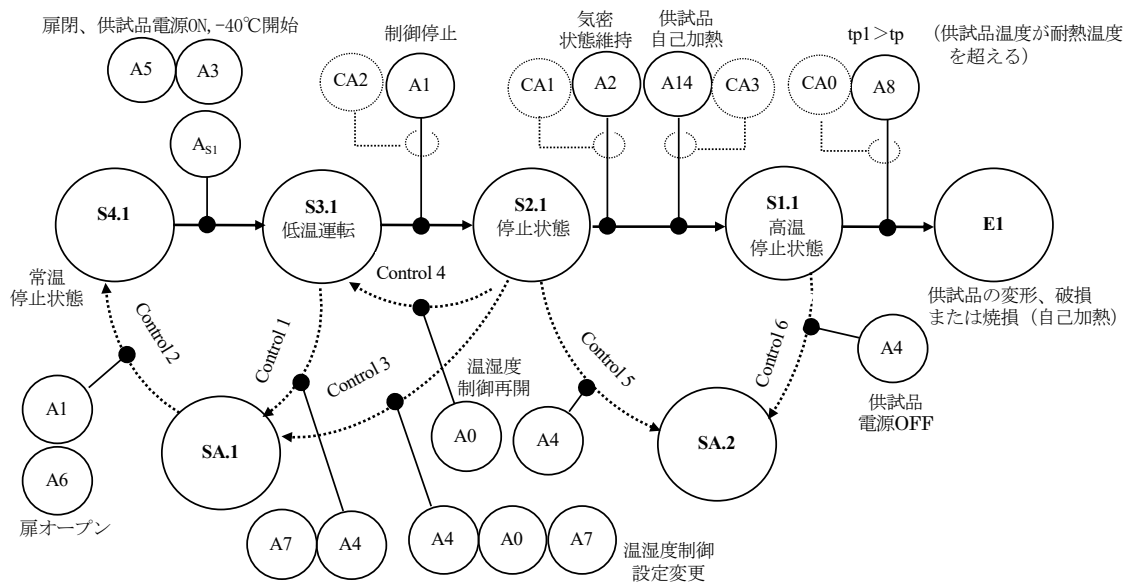 扉閉、供試品電源ON, -40℃開始
A5
A3
A_S1
制御停止
CA2
A1
気密
状態維持
CA1
A2
供試品
自己加熱
A14
CA3
tp1＞tp
（供試品温度が耐熱温度
を超える）
CA0
A8
S4.1
常温
停止状態
S3.1
低温運転
S2.1
停止状態
S1.1
高温
停止状態
E1
供試品の変形、破損
または焼損（自己加熱）
Control 2
Control 1
Control 4
Control 3
Control 5
Control 6
A1
A6
扉オープン
SA.1
A7
A4
温湿度
制御再開
A0
A4
A0
A7
温湿度制御
設定変更
A4
SA.2
A4
供試品
電源OFF